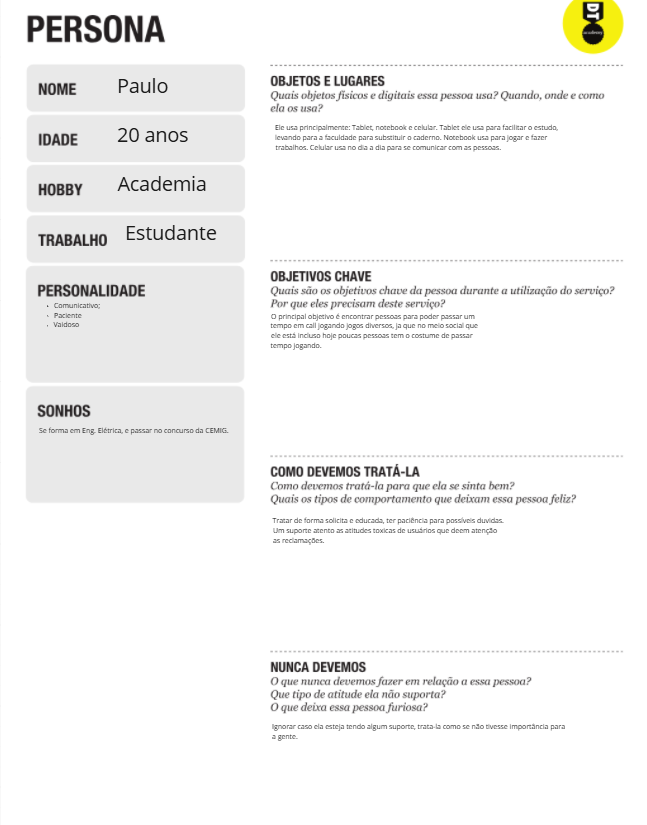 PERSONA
DT
academy
NOME Paulo
IDADE 20 anos
HOBBY Academia
TRABALHO Estudante
PERSONALIDADE
· Comunicativo;
· Paciente
· Vaidoso
SONHOS
Se forma em Eng. Elétrica, e passar no concurso da CEMIG.
OBJETOS E LUGARES
Quais objetos físicos e digitais essa pessoa usa? Quando, onde e como
ela os usa?
Ele usa principalmente: Tablet, notebook e celular. Tablet ele usa para facilitar o estudo,
levando para a faculdade para substituir o caderno. Notebook usa para jogar e fazer
trabalhos. Celular usa no dia a dia para se comunicar com as pessoas.
OBJETIVOS CHAVE
Quais são os objetivos chave da pessoa durante a utilização do serviço?
Por que eles precisam deste serviço?
O principal objetivo é encontrar pessoas para poder passar um
tempo em call jogando jogos diversos, ja que no meio social que
ele está incluso hoje poucas pessoas tem o costume de passar
tempo jogando.
COMO DEVEMOS TRATÁ-LA
Como devemos tratá-la para que ela se sinta bem?
Quais os tipos de comportamento que deixam essa pessoa feliz?
Tratar de forma solicita e educada, ter paciência para possíveis duvidas.
Um suporte atento as atitudes toxicas de usuários que deem atenção
as reclamações.
NUNCA DEVEMOS
O que nunca devemos fazer em relação a essa pessoa?
Que tipo de atitude ela não suporta?
O que deixa essa pessoa furiosa?
Ignorar caso ela esteja tendo algum suporte, trata-la como se não tivesse importância para
a gente.